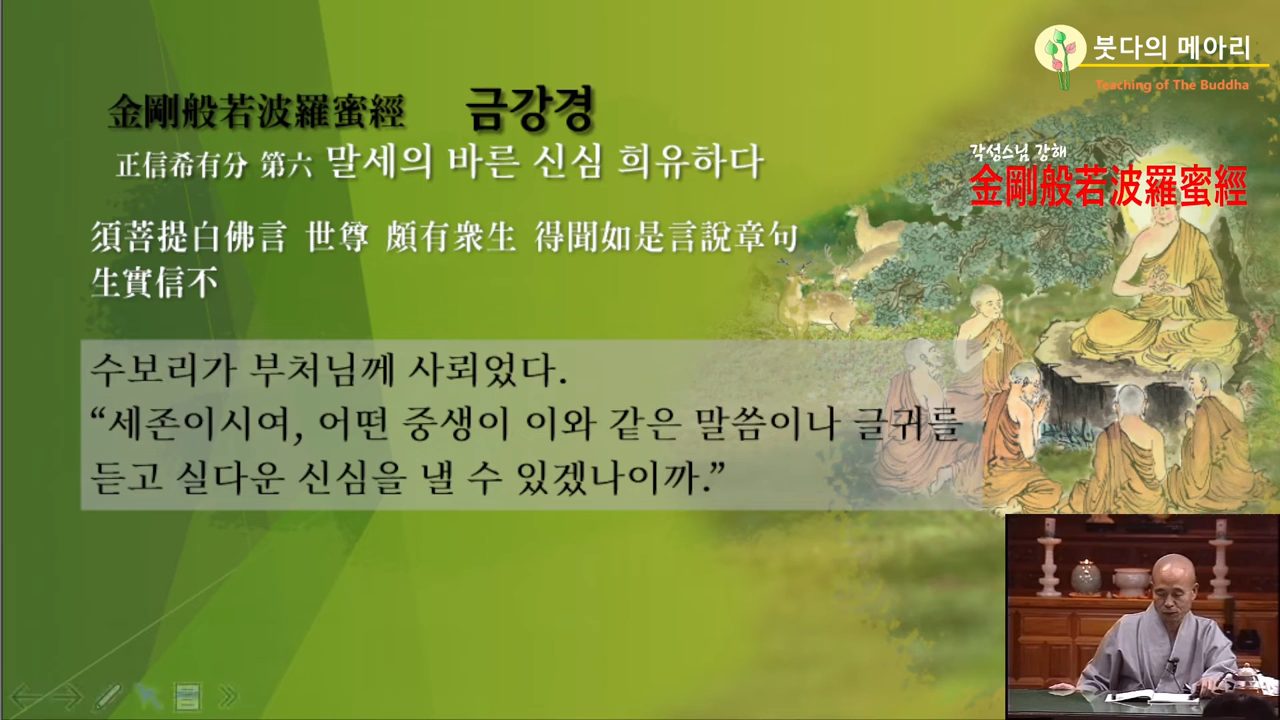 붓다의 메아리
Teaching of The Buddha
金剛般若波羅蜜經 금강경
각성스님 강해
金剛般若波羅蜜經
正信希有分 第六 말세의 바른 신심 희유하다
須菩提白佛言 世尊 頗有衆生 得聞如是言說章句
生實信不
수보리가 부처님께 사뢰었다.
“세존이시여, 어떤 중생이 이와 같은 말씀이나 글귀를
듣고 실다운 신심을 낼 수 있겠나이까.”